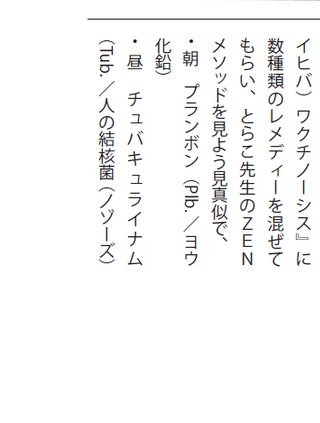 イヒバ）ワクチノーシス』に
数種類のレメディーを混ぜて
もらい、とらこ先生のＺＥＮ
メソッドを見よう見真似で、
・朝　プランボン（Plb.／ヨウ
化鉛）
・昼　チュバキュライナム
（Tub.／人の結核菌（ノゾーズ）